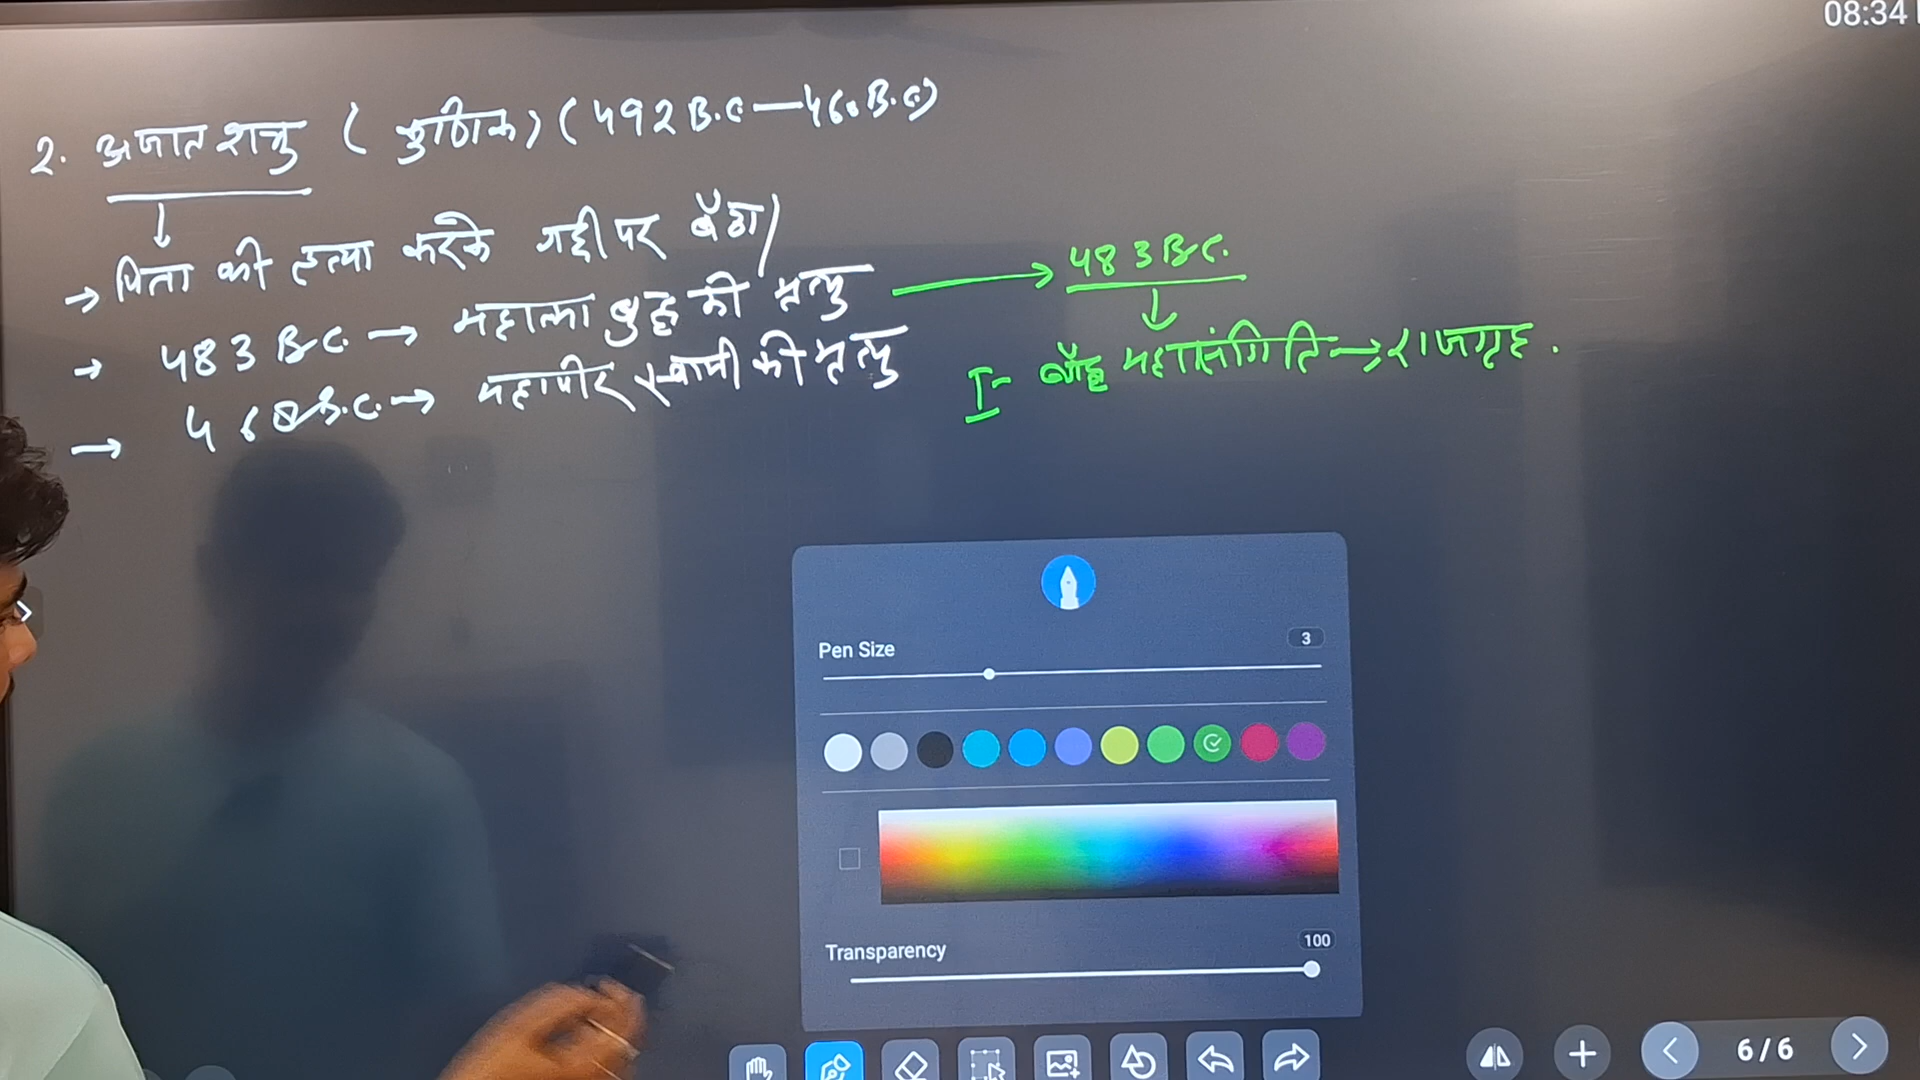 08:34
2. अजातशत्रु ( कुणिक) (492 B.C — 460 B.C)
↓
→ पिता की हत्या करके गद्दी पर बैठा।
→ 483 B.C. → महात्मा बुद्ध की मृत्यु → 483 B.C.
↓
→ 468 B.C. → महावीर स्वामी की मृत्यु
I- बौद्ध महासंगिति → राजगृह .
Pen Size
3
Transparency
100
6 / 6